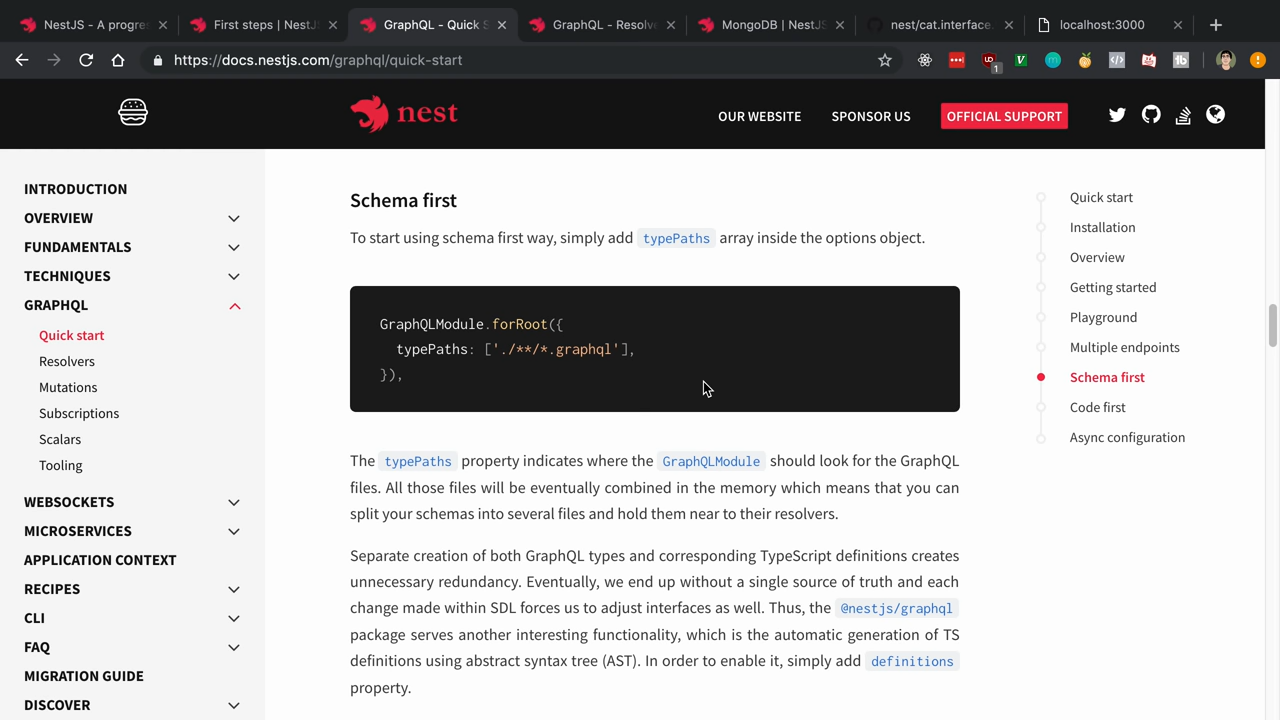 NestJS - A progre
First steps | NestJ
GraphQL - Quick S
GraphQL - Resolv
MongoDB | NestJS
nest/cat.interface.
localhost:3000
https://docs.nestjs.com/graphql/quick-start
1
nest
OUR WEBSITE
SPONSOR US
OFFICIAL SUPPORT
INTRODUCTION
OVERVIEW
FUNDAMENTALS
TECHNIQUES
GRAPHQL
Quick start
Resolvers
Mutations
Subscriptions
Scalars
Tooling
WEBSOCKETS
MICROSERVICES
APPLICATION CONTEXT
RECIPES
CLI
FAQ
MIGRATION GUIDE
DISCOVER
Schema first
To start using schema first way, simply add typePaths array inside the options object.
GraphQLModule.forRoot({
typePaths: ['./**/*.graphql'],
}),
The typePaths property indicates where the GraphQLModule should look for the GraphQL
files. All those files will be eventually combined in the memory which means that you can
split your schemas into several files and hold them near to their resolvers.
Separate creation of both GraphQL types and corresponding TypeScript definitions creates
unnecessary redundancy. Eventually, we end up without a single source of truth and each
change made within SDL forces us to adjust interfaces as well. Thus, the @nestjs/graphql
package serves another interesting functionality, which is the automatic generation of TS
definitions using abstract syntax tree (AST). In order to enable it, simply add definitions
property.
Quick start
Installation
Overview
Getting started
Playground
Multiple endpoints
Schema first
Code first
Async configuration